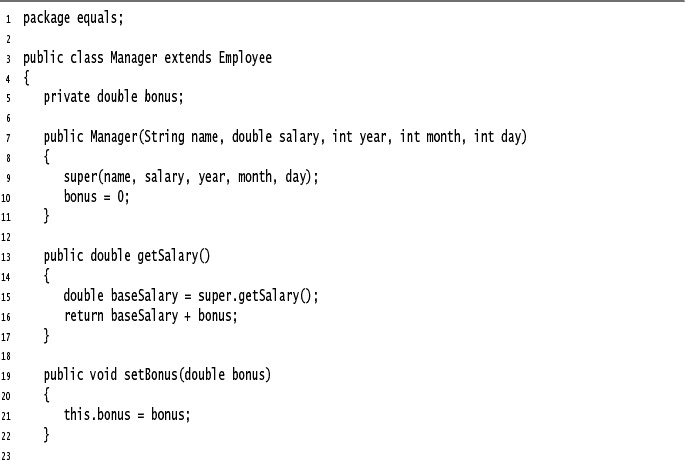 1 package equals;
2
3 public class Manager extends Employee
4 {
5    private double bonus;
6
7    public Manager(String name, double salary, int year, int month, int day)
8    {
9       super(name, salary, year, month, day);
10       bonus = 0;
11    }
12
13    public double getSalary()
14    {
15       double baseSalary = super.getSalary();
16       return baseSalary + bonus;
17    }
18
19    public void setBonus(double bonus)
20    {
21       this.bonus = bonus;
22    }
23